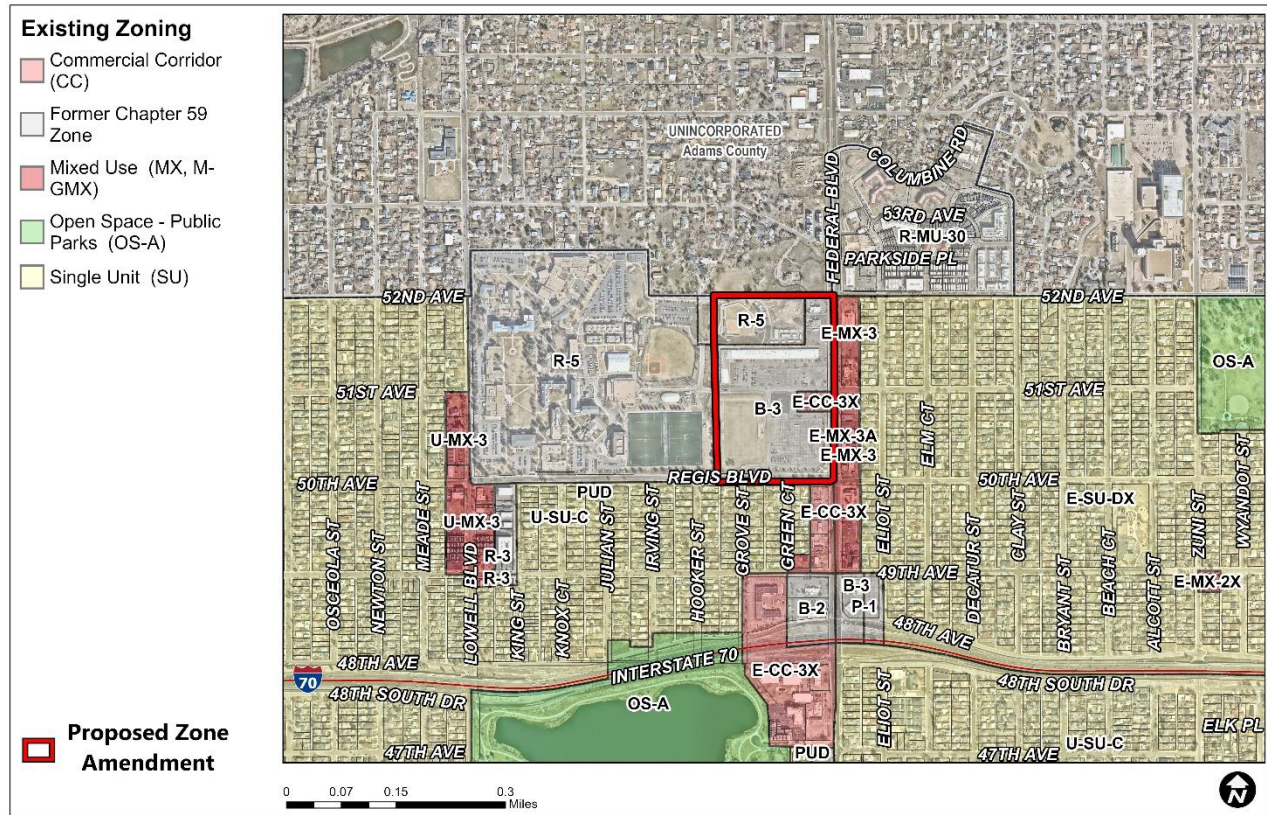 Existing Zoning
Commercial Corridor
(CC)
Former Chapter 59
Zone
Mixed Use (MX, M-
GMX)
Open Space - Public
Parks (OS-A)
Single Unit (SU)
Proposed Zone
Amendment
UNINCORPORATED
Adams County
FEDERAL BLVD
COLUMBINE RD
53RD AVE
R-MU-30
PARKSIDE PL
52ND AVE
52ND AVE
R-5
E-MX-3
R-5
OS-A
51ST AVE
51ST AVE
B-3
E-CC-3X
U-MX-3
E-MX-3A
E-MX-3
ELM CT
REGIS BLVD
50TH AVE
50TH AVE
PUD
U-SU-C
E-SU-DX
U-MX-3
E-CC-3X
R-3
R-3
OSCEOLA ST
NEWTON ST
MEADE ST
LOWELL BLVD
KING ST
KNOX CT
JULIAN ST
IRVING ST
HOOKER ST
GROVE ST
GREEN CT
ELIOT ST
DECATUR ST
CLAY ST
BRYANT ST
BEACH CT
ALCOTT ST
ZUNI ST
WYANDOT ST
49TH AVE
49TH AVE
E-MX-2X
B-2
B-3
P-1
48TH AVE
48TH AVE
INTERSTATE 70
70
E-CC-3X
48TH SOUTH DR
48TH SOUTH DR
OS-A
ELIOT ST
ELK PL
47TH AVE
PUD
47TH AVE
U-SU-C
0 0.07 0.15 0.3
Miles
N